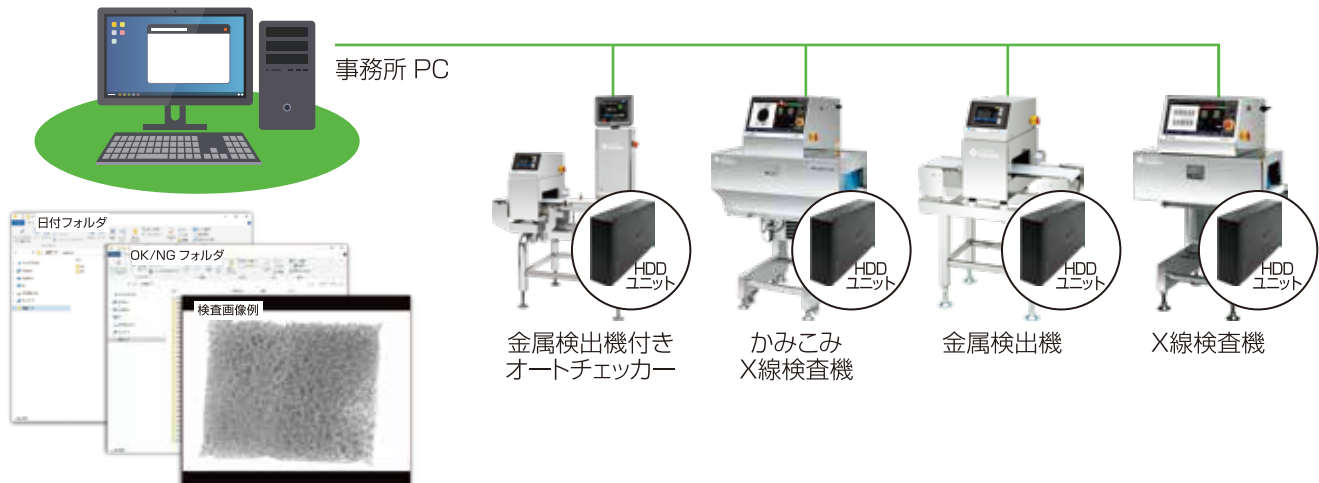 事務所 PC
日付フォルダ
OK/NG フォルダ
検査画像例
HDD
ユニット
HDD
ユニット
HDD
ユニット
HDD
ユニット
金属検出機付き
オートチェッカー
かみこみ
X線検査機
金属検出機
X線検査機